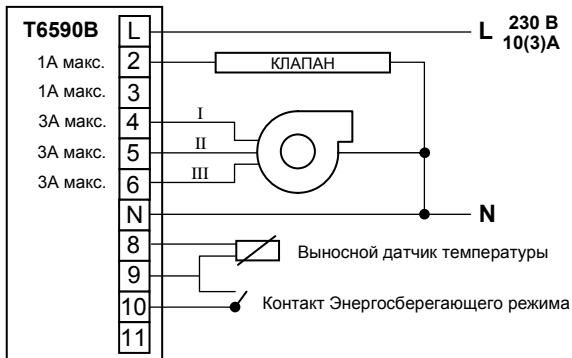 T6590B
L
L
230 В
10(3)А
1А макс.
2
КЛАПАН
1А макс.
3
3А макс.
4
I
3А макс.
5
II
3А макс.
6
III
N
N
8
Выносной датчик температуры
9
10
Контакт Энергосберегающего режима
11